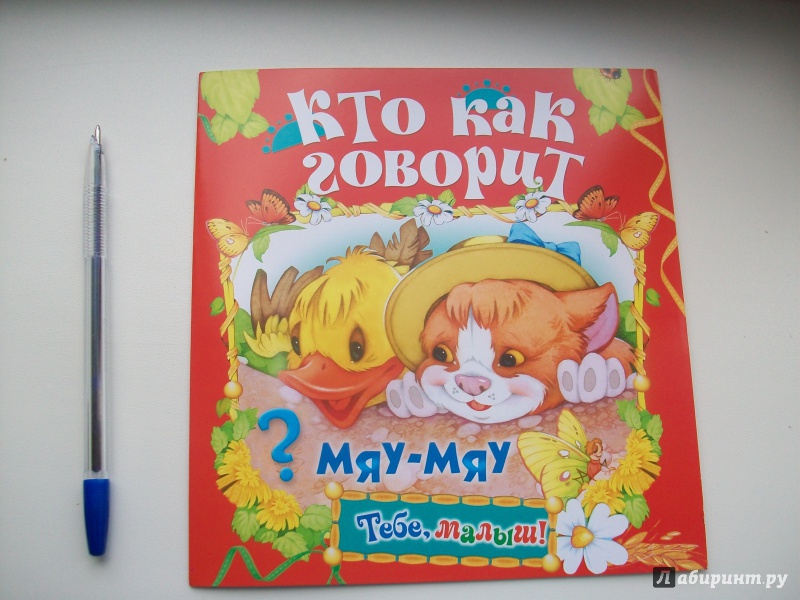 Кто как
говорит
? мяу-мяу
Тебе, малыш!
Лабиринт.ру